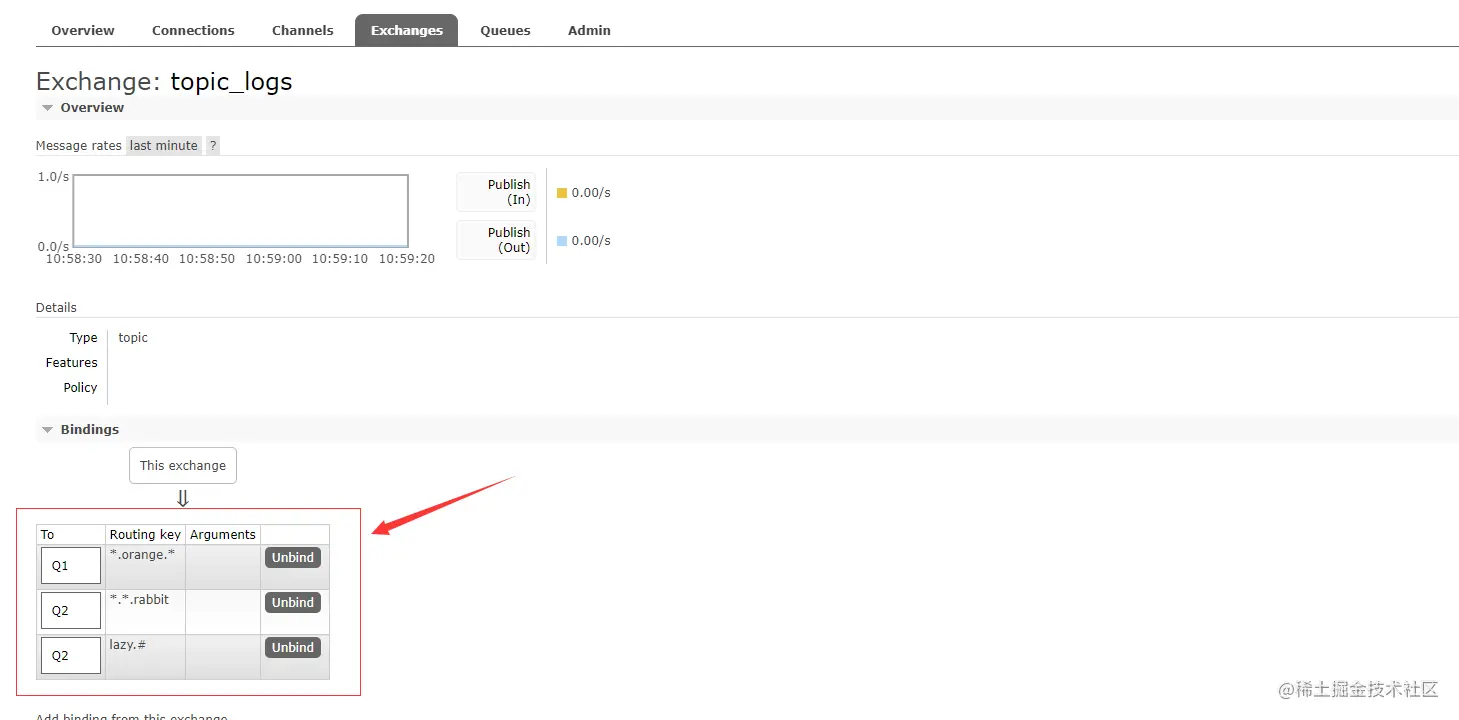 Overview Connections Channels Exchanges Queues Admin
Exchange: topic_logs
Overview
Message rates last minute ?
1.0/s
0.0/s
10:58:30 10:58:40 10:58:50 10:59:00 10:59:10 10:59:20
Publish
(In)
0.00/s
Publish
(Out)
0.00/s
Details
Type topic
Features
Policy
Bindings
This exchange
⇓
To Routing key Arguments
Q1 *.orange.* Unbind
Q2 *.*.rabbit Unbind
Q2 lazy.# Unbind
@稀土掘金技术社区
Add binding from this exchange